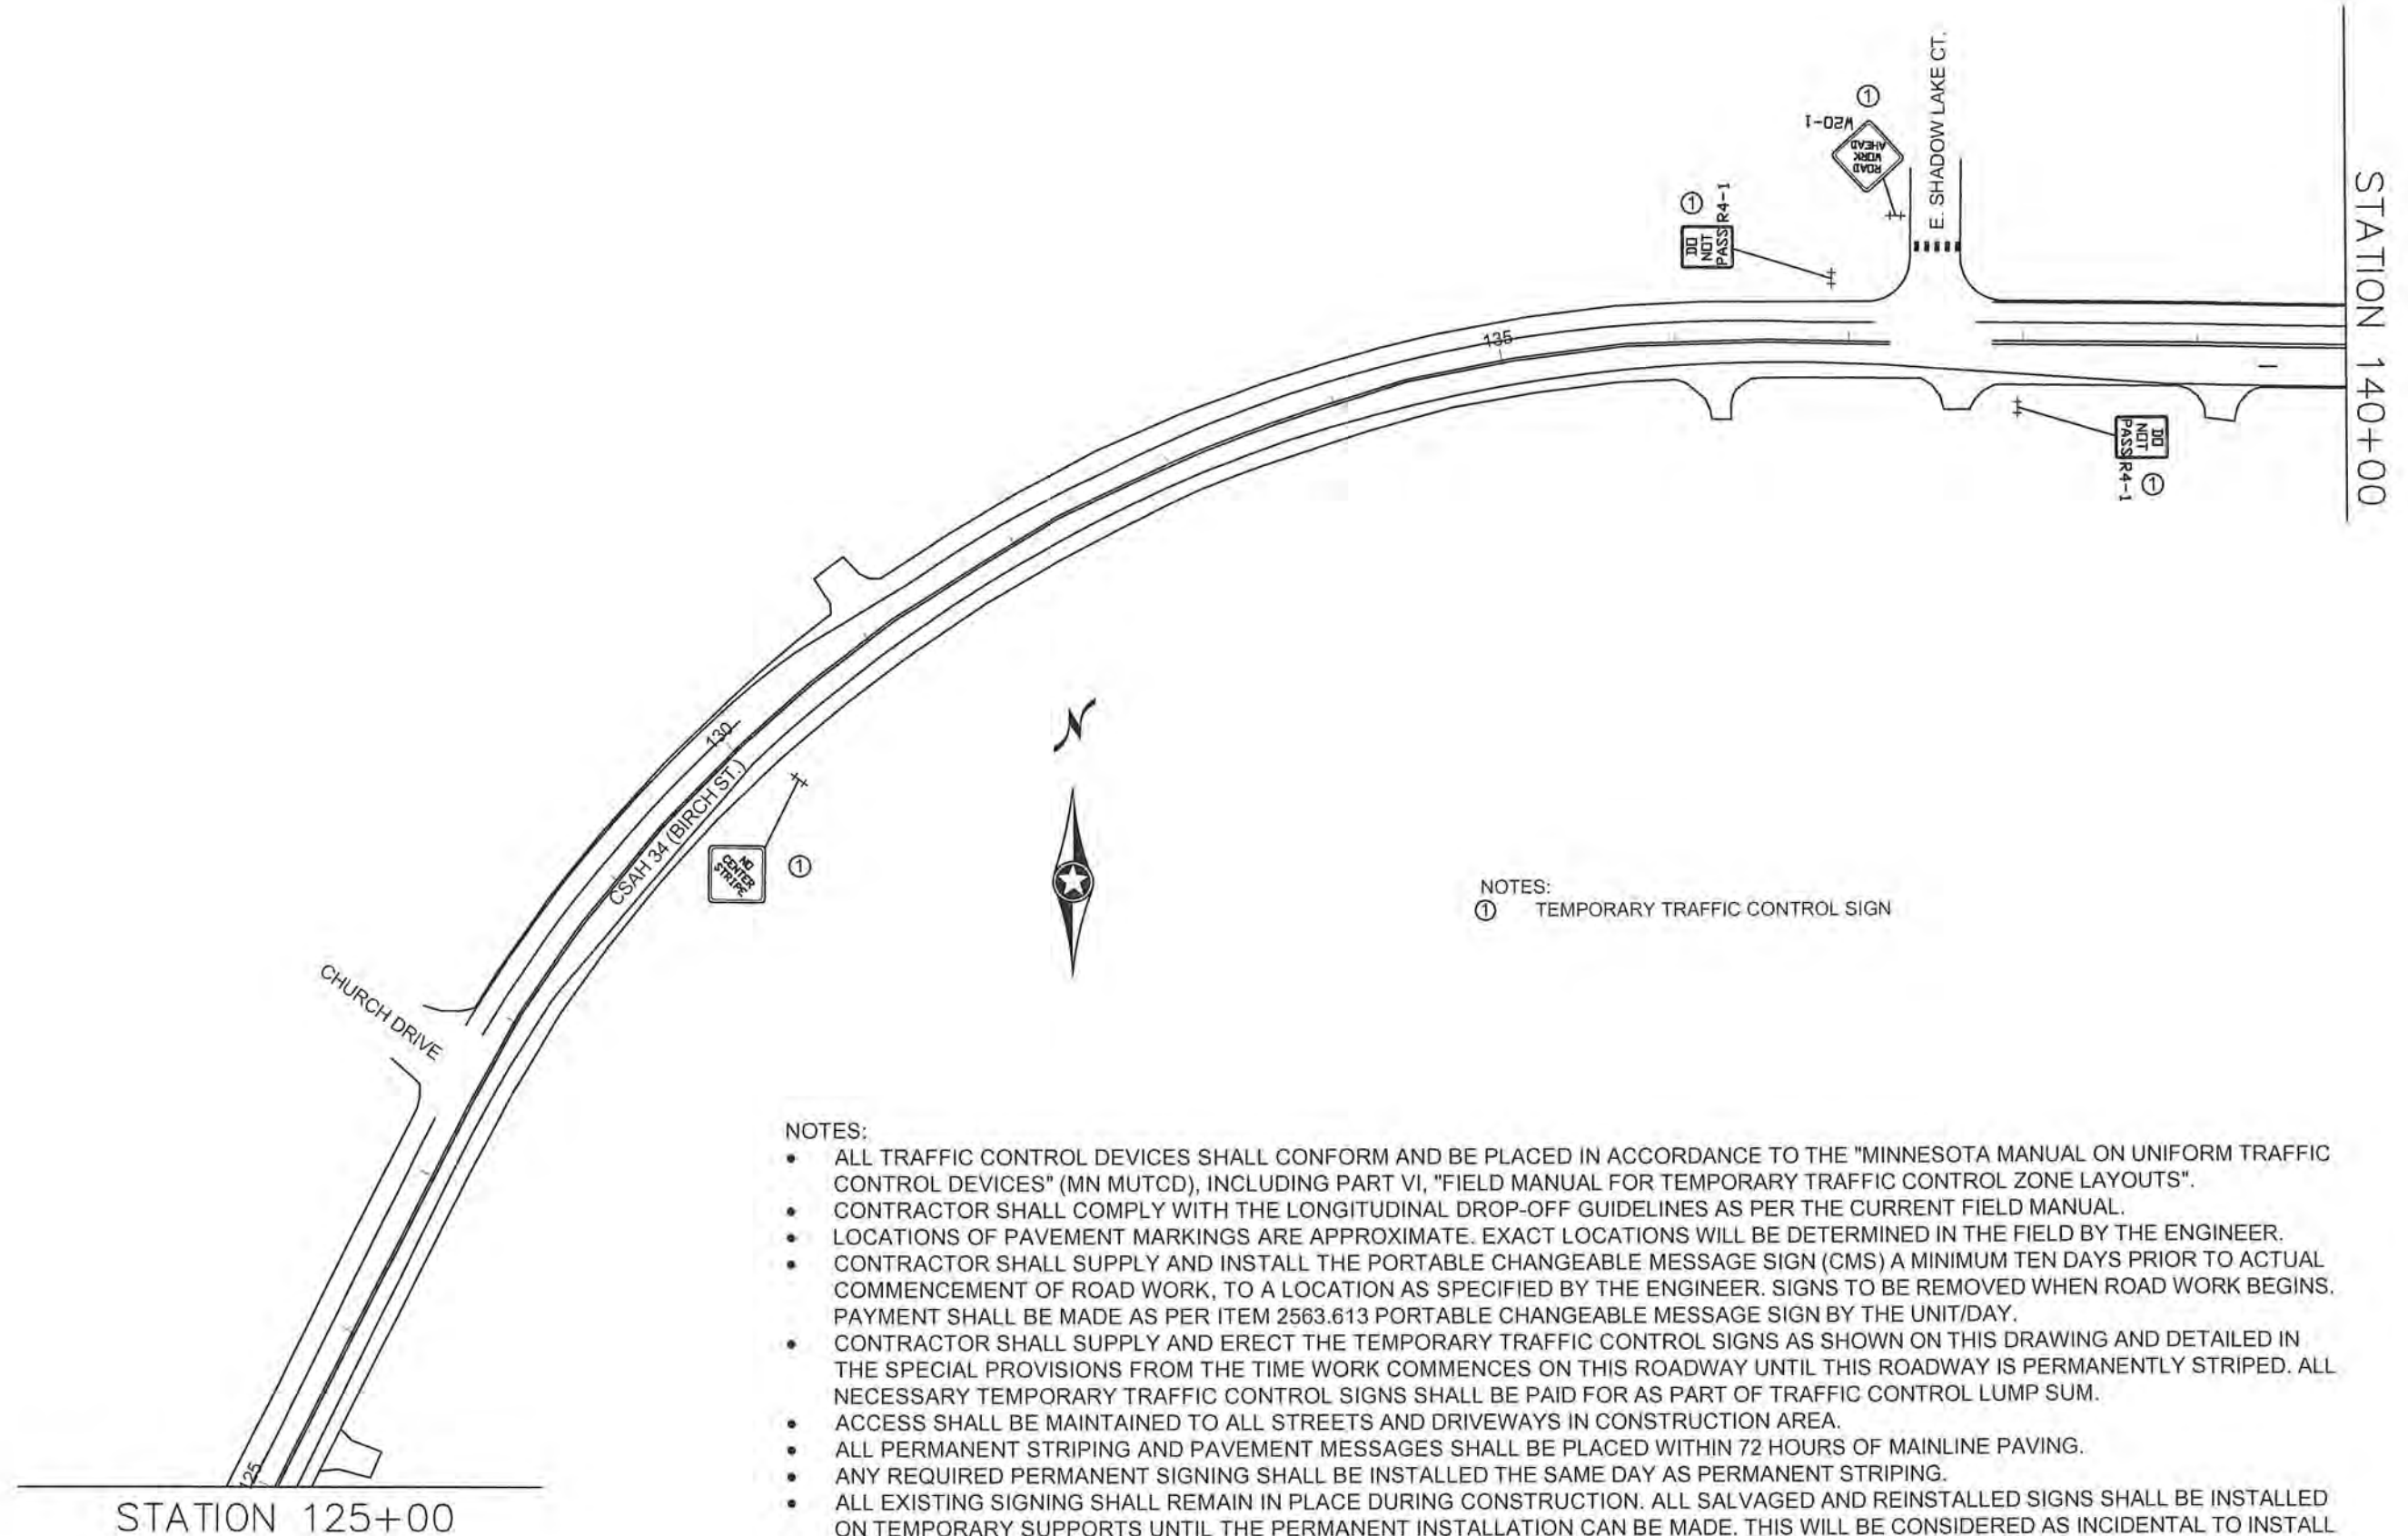 E. SHADOW LAKE CT.
①
W20-1
ROAD
WORK
AHEAD
①
R4-1
DO
NOT
PASS
STATION 140+00
135
DO
NOT
PASS
R4-1
①
130
CSAH 34 (BIRCH ST.)
N
NO
CENTER
STRIPE
①
NOTES:
① TEMPORARY TRAFFIC CONTROL SIGN
CHURCH DRIVE
125
STATION 125+00
NOTES:
• ALL TRAFFIC CONTROL DEVICES SHALL CONFORM AND BE PLACED IN ACCORDANCE TO THE "MINNESOTA MANUAL ON UNIFORM TRAFFIC
CONTROL DEVICES" (MN MUTCD), INCLUDING PART VI, "FIELD MANUAL FOR TEMPORARY TRAFFIC CONTROL ZONE LAYOUTS".
• CONTRACTOR SHALL COMPLY WITH THE LONGITUDINAL DROP-OFF GUIDELINES AS PER THE CURRENT FIELD MANUAL.
• LOCATIONS OF PAVEMENT MARKINGS ARE APPROXIMATE. EXACT LOCATIONS WILL BE DETERMINED IN THE FIELD BY THE ENGINEER.
• CONTRACTOR SHALL SUPPLY AND INSTALL THE PORTABLE CHANGEABLE MESSAGE SIGN (CMS) A MINIMUM TEN DAYS PRIOR TO ACTUAL
COMMENCEMENT OF ROAD WORK, TO A LOCATION AS SPECIFIED BY THE ENGINEER. SIGNS TO BE REMOVED WHEN ROAD WORK BEGINS.
PAYMENT SHALL BE MADE AS PER ITEM 2563.613 PORTABLE CHANGEABLE MESSAGE SIGN BY THE UNIT/DAY.
• CONTRACTOR SHALL SUPPLY AND ERECT THE TEMPORARY TRAFFIC CONTROL SIGNS AS SHOWN ON THIS DRAWING AND DETAILED IN
THE SPECIAL PROVISIONS FROM THE TIME WORK COMMENCES ON THIS ROADWAY UNTIL THIS ROADWAY IS PERMANENTLY STRIPED. ALL
NECESSARY TEMPORARY TRAFFIC CONTROL SIGNS SHALL BE PAID FOR AS PART OF TRAFFIC CONTROL LUMP SUM.
• ACCESS SHALL BE MAINTAINED TO ALL STREETS AND DRIVEWAYS IN CONSTRUCTION AREA.
• ALL PERMANENT STRIPING AND PAVEMENT MESSAGES SHALL BE PLACED WITHIN 72 HOURS OF MAINLINE PAVING.
• ANY REQUIRED PERMANENT SIGNING SHALL BE INSTALLED THE SAME DAY AS PERMANENT STRIPING.
• ALL EXISTING SIGNING SHALL REMAIN IN PLACE DURING CONSTRUCTION. ALL SALVAGED AND REINSTALLED SIGNS SHALL BE INSTALLED
ON TEMPORARY SUPPORTS UNTIL THE PERMANENT INSTALLATION CAN BE MADE. THIS WILL BE CONSIDERED AS INCIDENTAL TO INSTALL